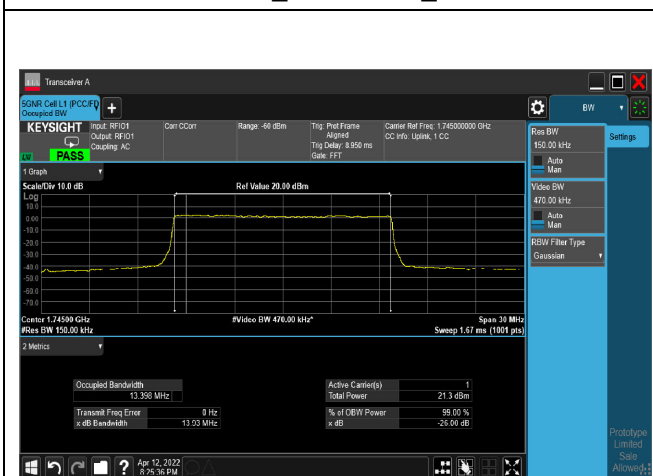 Transceiver A
5GNR Cell L1 (PCC/FD
Occupied BW
BW
KEYSIGHT Input: RFIO1 Corr CCorr Range: -60 dBm Trig: Pret Frame Carrier Ref Freq: 1.745000000 GHz
Output: RFIO1 Aligned CC Info: Uplink, 1 CC
Coupling: AC Trig Delay: 8.950 ms
PASS Gate: FFT
Res BW
150.00 kHz
Auto
Man
Settings
Video BW
470.00 kHz
Auto
Man
RBW Filter Type
Gaussian
1 Graph
Scale/Div 10.0 dB Ref Value 20.00 dBm
Log
10.0
0.00
-10.0
-20.0
-30.0
-40.0
-50.0
-60.0
-70.0
Center 1.74500 GHz #Video BW 470.00 kHz* Span 30 MHz
#Res BW 150.00 kHz Sweep 1.67 ms (1001 pts)
2 Metrics
Occupied Bandwidth Active Carrier(s) 1
13.398 MHz Total Power 21.3 dBm
Transmit Freq Error 0 Hz % of OBW Power 99.00 %
x dB Bandwidth 13.93 MHz x dB -26.00 dB
Prototype
Limited
Sale
Allowed
Apr 12, 2022
8:25:36 PM